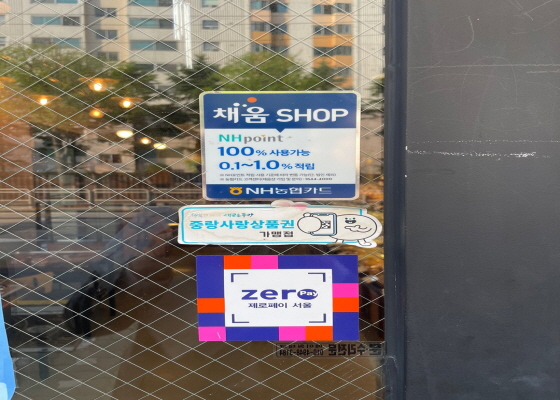 채움 SHOP
NHpoint
100% 사용가능
0.1~1.0% 적립
NH농협카드
중랑사랑상품권
가맹점
zero Pay
제로페이 서울